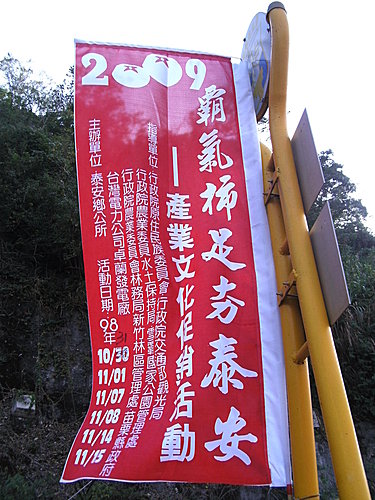 2009
霸氣柿足夯泰安
—產業文化促銷活動
指導單位 行政院原住民族委員會 行政院交通部觀光局
行政院農業委員會水土保持局 雪霸國家公園管理處
行政院農業委員會林務局新竹林區管理處 苗栗縣政府
台灣電力公司卓蘭發電廠
主辦單位 泰安鄉公所
活動日期 98年
10/30
31
11/01
11/07
11/08
11/14
11/15